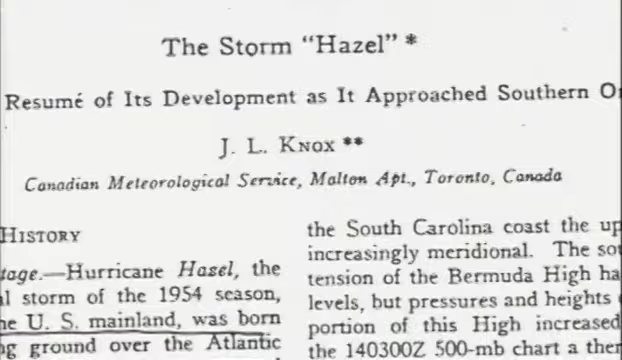 The Storm "Hazel" *
Resumé of Its Development as It Approached Southern
J. L. Knox **
Canadian Meteorological Service, Malton Apt., Toronto, Canada
History
tage.—Hurricane Hazel, the
storm of the 1954 season,
U. S. mainland, was born
ground over the Atlantic
the South Carolina coast the up
increasingly meridional. The
tension of the Bermuda High
levels, but pressures and heights
portion of this High increased
the 140300Z 500-mb chart a